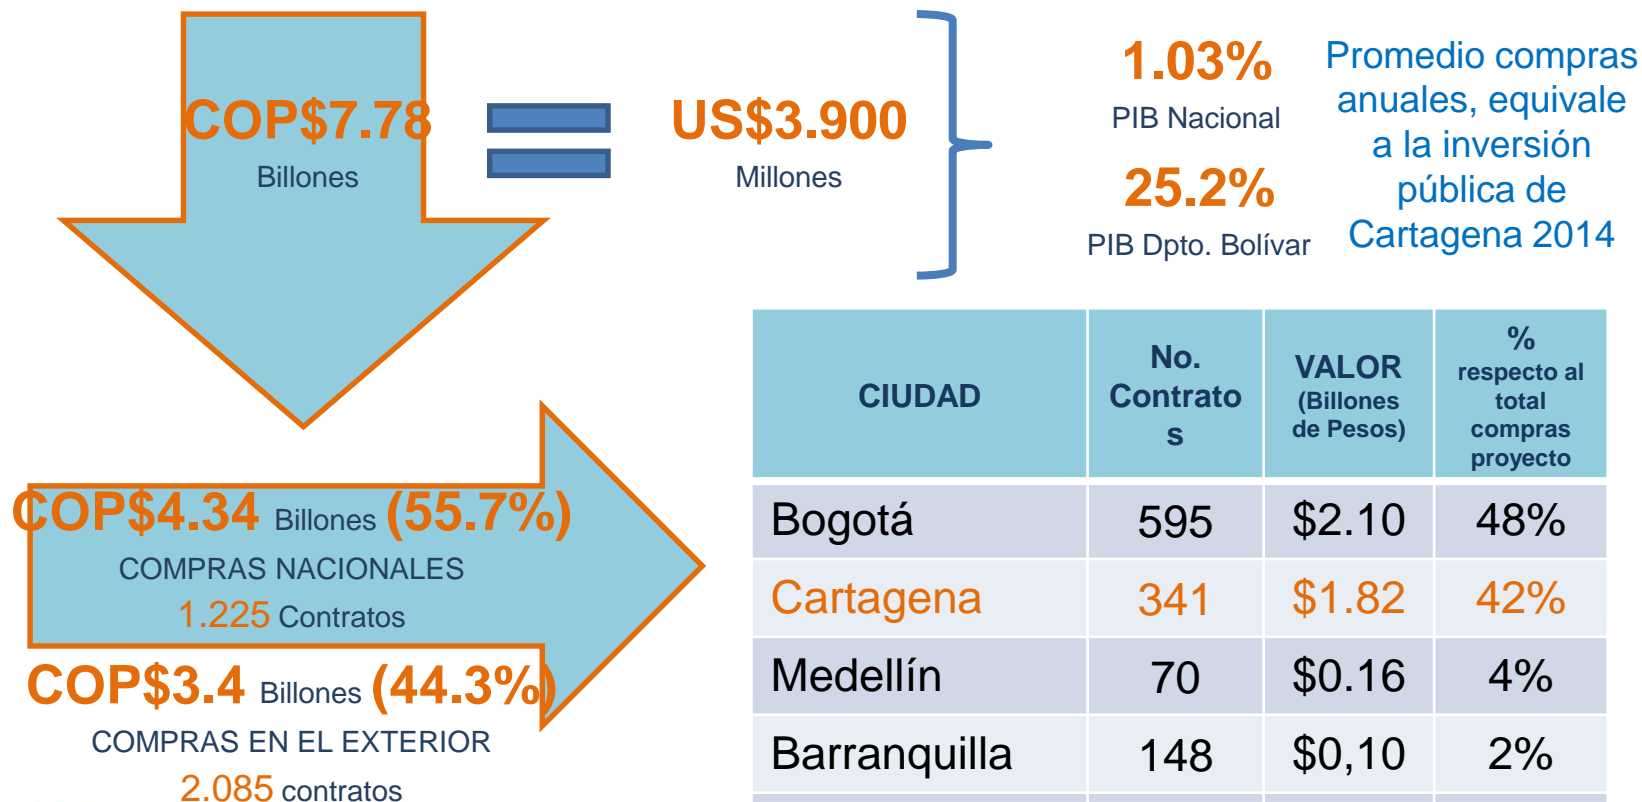 COP$7.78
Billones
US$3.900
Millones
1.03%
PIB Nacional
25.2%
PIB Dpto. Bolívar
Promedio compras
anuales, equivale
a la inversión
pública de
Cartagena 2014
COP$4.34 Billones (55.7%)
COMPRAS NACIONALES
1.225 Contratos
COP$3.4 Billones (44.3%)
COMPRAS EN EL EXTERIOR
2.085 contratos
CIUDAD
No.
Contrato
s
VALOR
(Billones
de Pesos)
%
respecto al
total
compras
proyecto
Bogotá 595 $2.10 48%
Cartagena 341 $1.82 42%
Medellín 70 $0.16 4%
Barranquilla 148 $0,10 2%